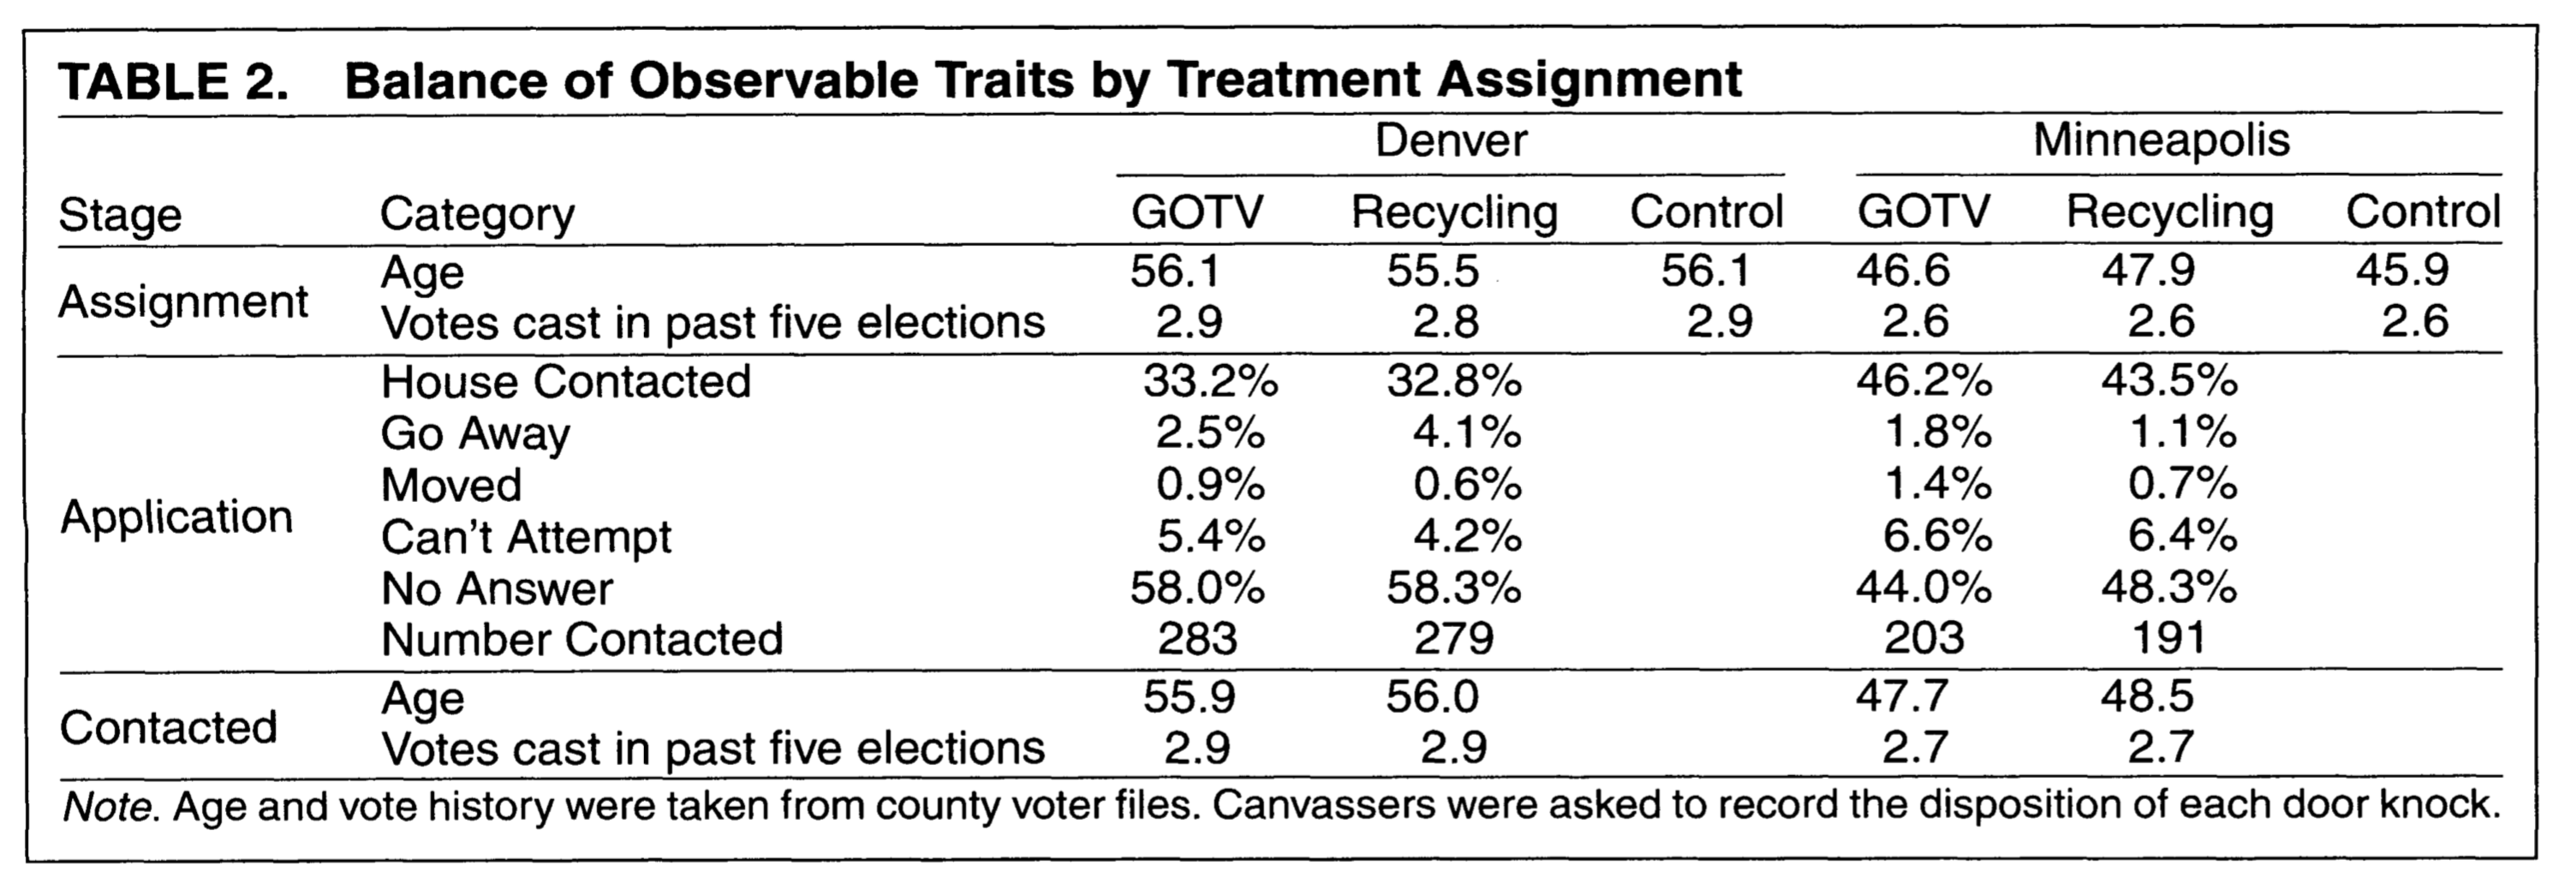 TABLE 2. Balance of Observable Traits by Treatment Assignment
Denver Minneapolis
Stage Category GOTV Recycling Control GOTV Recycling Control
Assignment
Age 56.1 55.5 56.1 46.6 47.9 45.9
Votes cast in past five elections 2.9 2.8 2.9 2.6 2.6 2.6
Application
House Contacted 33.2% 32.8% 46.2% 43.5%
Go Away 2.5% 4.1% 1.8% 1.1%
Moved 0.9% 0.6% 1.4% 0.7%
Can't Attempt 5.4% 4.2% 6.6% 6.4%
No Answer 58.0% 58.3% 44.0% 48.3%
Number Contacted 283 279 203 191
Contacted
Age 55.9 56.0 47.7 48.5
Votes cast in past five elections 2.9 2.9 2.7 2.7
Note. Age and vote history were taken from county voter files. Canvassers were asked to record the disposition of each door knock.